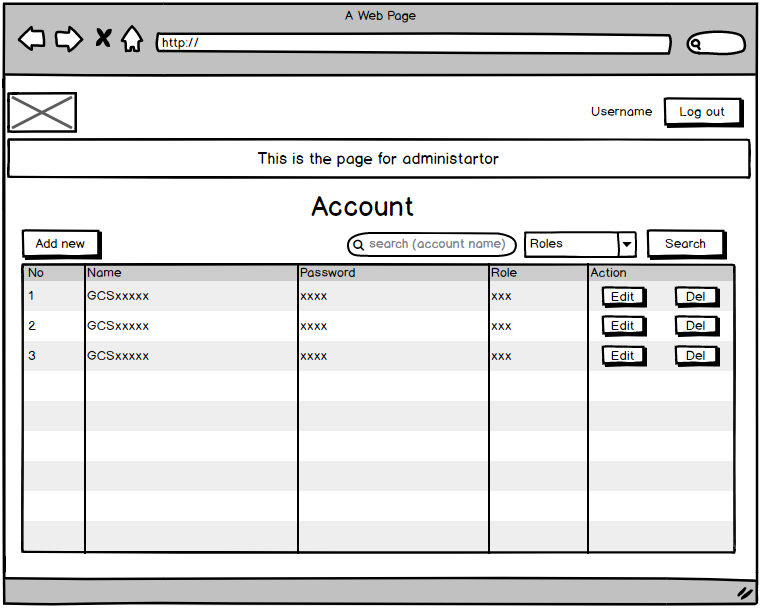 A Web Page
http://
Username Log out
This is the page for administartor
Account
Add new search (account name) Roles Search
No Name Password Role Action
1 GCSxxxxx xxxx xxx Edit Del
2 GCSxxxxx xxxx xxx Edit Del
3 GCSxxxxx xxxx xxx Edit Del